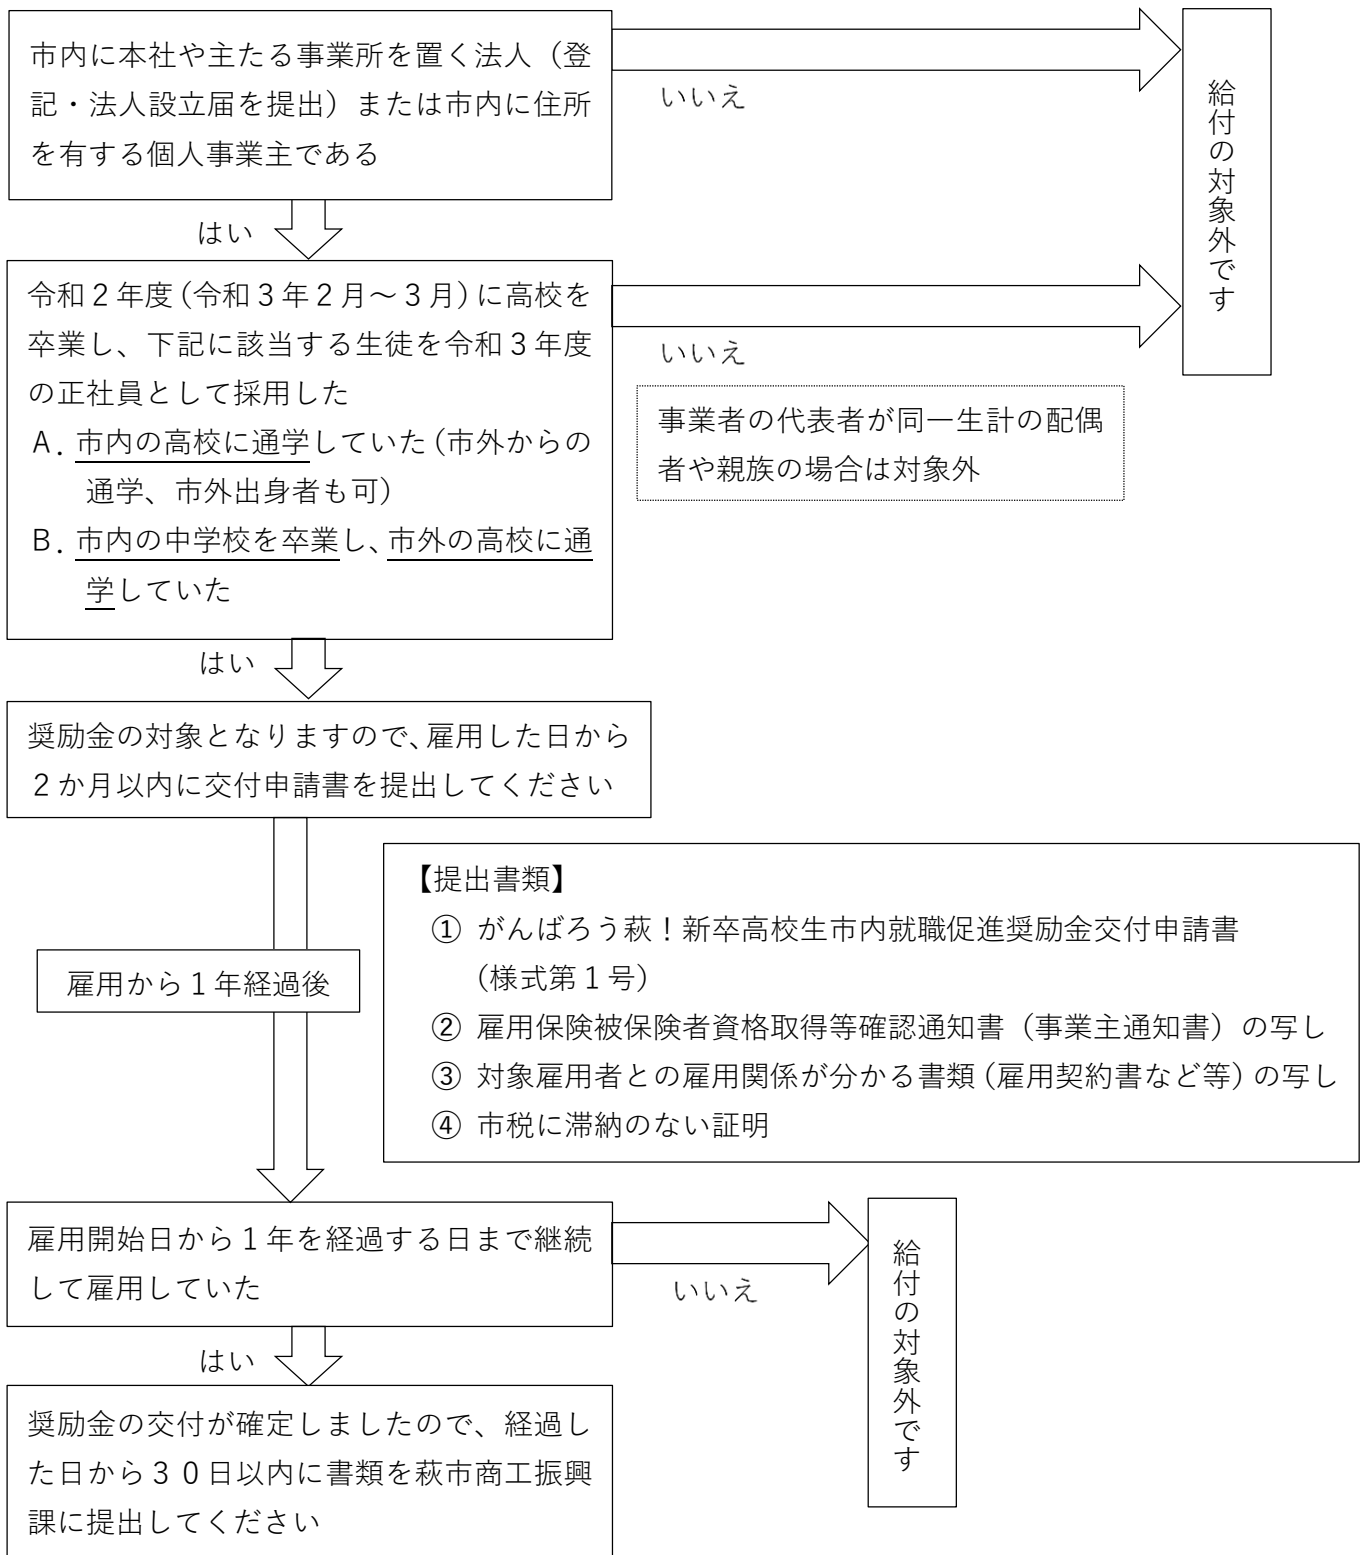 市内に本社や主たる事業所を置く法人（登
記・法人設立届を提出）または市内に住所
を有する個人事業主である
いいえ
給付の対象外です
はい
令和２年度（令和３年２月～３月）に高校を
卒業し、下記に該当する生徒を令和３年度
の正社員として採用した
A．市内の高校に通学していた（市外からの
通学、市外出身者も可）
B．市内の中学校を卒業し、市外の高校に通
学していた
いいえ
事業者の代表者が同一生計の配偶
者や親族の場合は対象外
はい
奨励金の対象となりますので、雇用した日から
２か月以内に交付申請書を提出してください
【提出書類】
① がんばろう萩！新卒高校生市内就職促進奨励金交付申請書
（様式第１号）
② 雇用保険被保険者資格取得等確認通知書（事業主通知書）の写し
③ 対象雇用者との雇用関係が分かる書類（雇用契約書など等）の写し
④ 市税に滞納のない証明
雇用から１年経過後
雇用開始日から１年を経過する日まで継続
して雇用していた
いいえ
給付の対象外です
はい
奨励金の交付が確定しましたので、経過し
た日から３０日以内に書類を萩市商工振興
課に提出してください